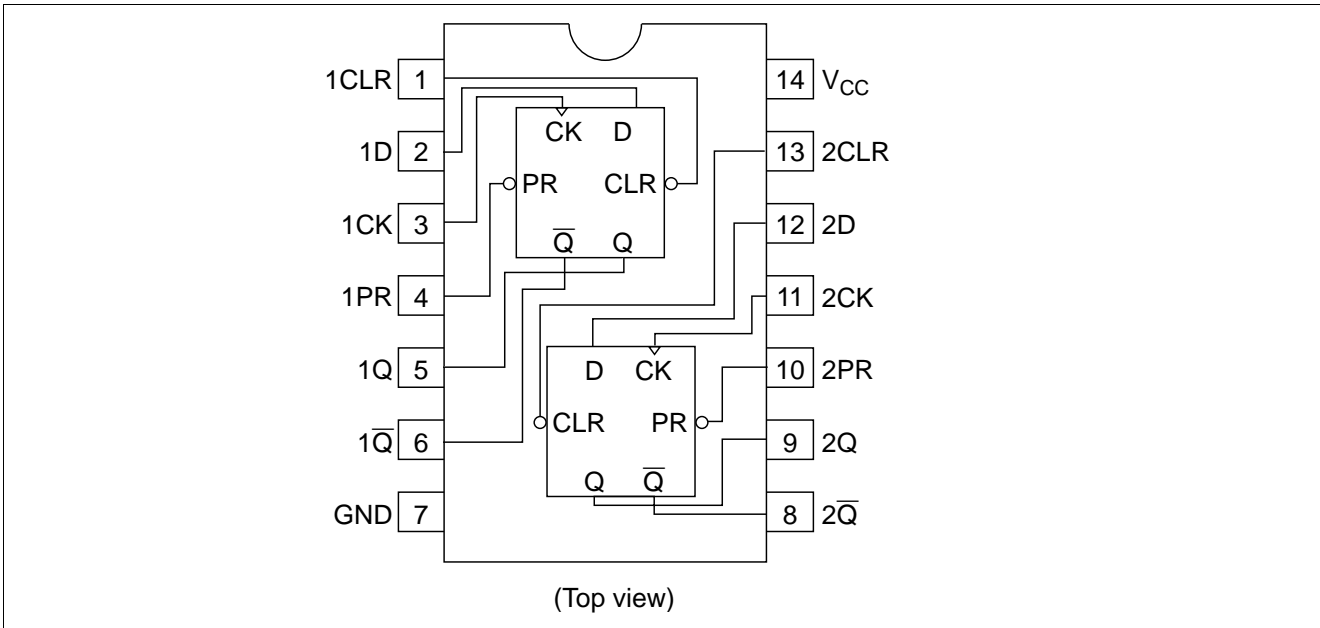 1CLR 1
1D 2
1CK 3
1PR 4
1Q 5
1Q̅ 6
GND 7
14 VCC
13 2CLR
12 2D
11 2CK
10 2PR
9 2Q
8 2Q̅
CK D
PR CLR
Q̅ Q
D CK
CLR PR
Q Q̅
(Top view)